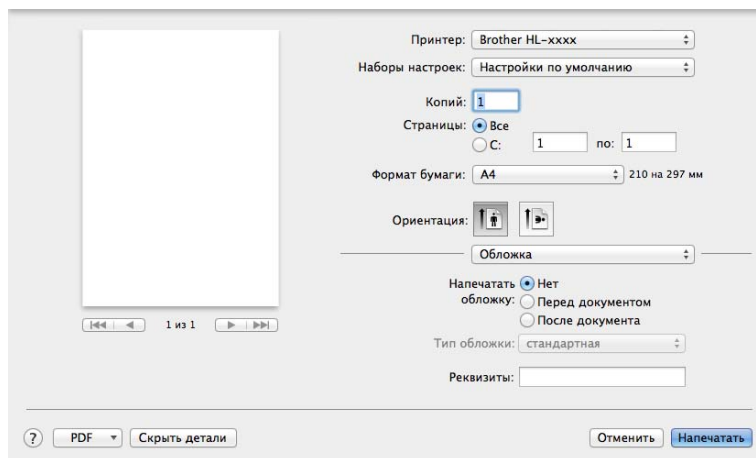 Принтер: Brother HL-xxxx
Наборы настроек: Настройки по умолчанию
Копий: 1
Страницы: Все
С: 1 по: 1
Формат бумаги: A4 210 на 297 мм
Ориентация:
Обложка
Напечатать обложку: Нет
Перед документом
После документа
Тип обложки: стандартная
Реквизиты:
1 из 1
? PDF Скрыть детали Отменить Напечатать